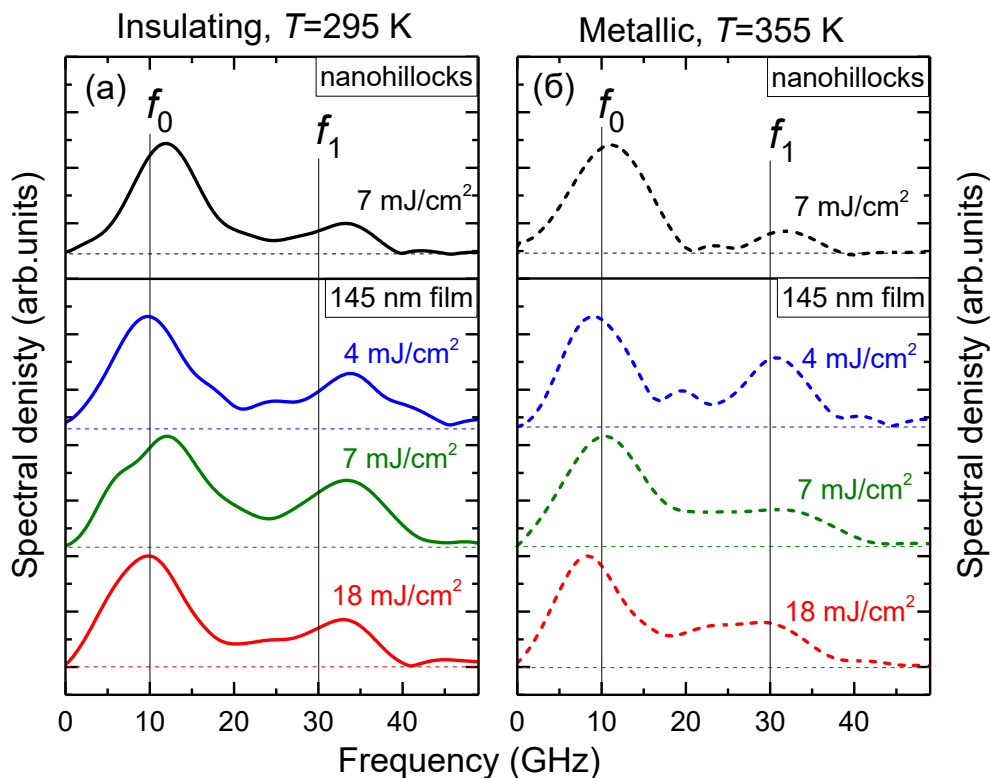 Insulating, T=295 K
Metallic, T=355 K
(а)
nanohillocks
f0
f1
7 mJ/cm²
145 nm film
4 mJ/cm²
7 mJ/cm²
18 mJ/cm²
(б)
nanohillocks
f0
f1
7 mJ/cm²
145 nm film
4 mJ/cm²
7 mJ/cm²
18 mJ/cm²
Spectral denisty (arb.units)
Spectral denisty (arb.units)
0 10 20 30 40
0 10 20 30 40
Frequency (GHz)